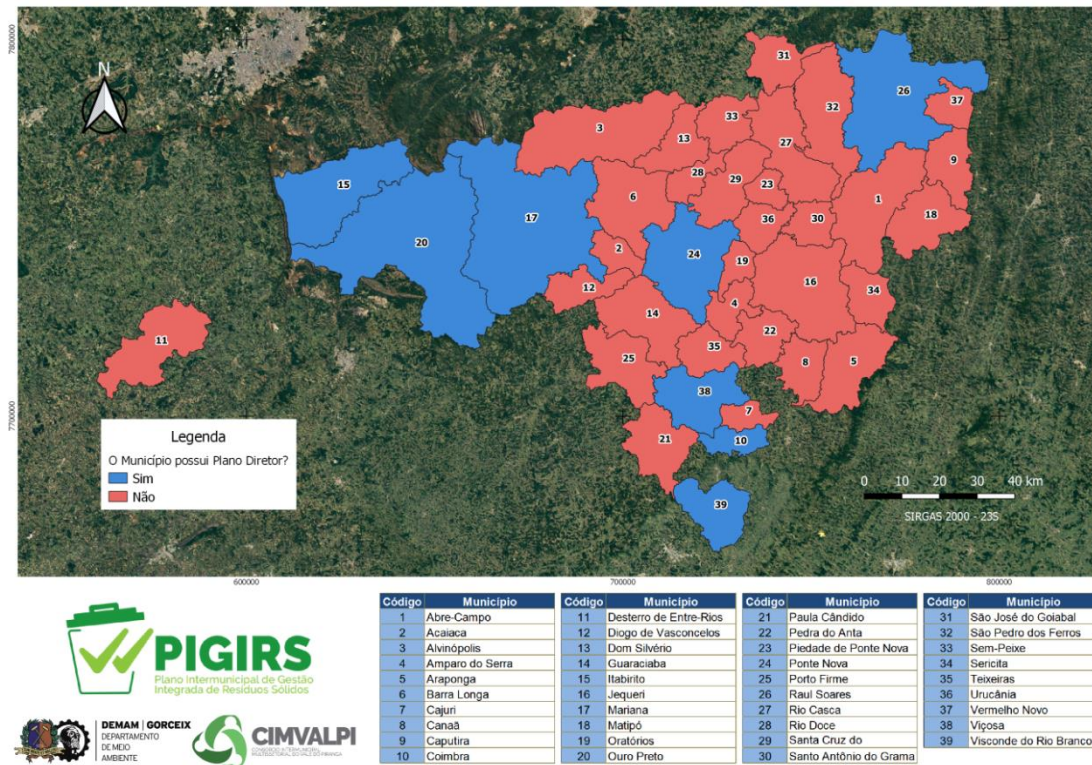 7800000
N
31
32
26
37
33
3
13
27
9
28
29
23
15
6
1
36
30
18
17
20
2
24
19
16
12
34
4
14
22
11
35
25
8
5
38
7
7700000
21
10
Legenda
O Município possui Plano Diretor?
Sim
Não
39
0 10 20 30 40 km
SIRGAS 2000 - 23S
600000 700000 800000
PIGIRS
Plano Intermunicipal de Gestão
Integrada de Resíduos Sólidos
DEMAM | GORCEIX
DEPARTAMENTO
DE MEIO
AMBIENTE
CIMVALPI
Código Município
1 Abre-Campo
2 Acaiaca
3 Alvinópolis
4 Amparo do Serra
5 Araponga
6 Barra Longa
7 Cajuri
8 Canaã
9 Caputira
10 Coimbra
Código Município
11 Desterro de Entre-Rios
12 Diogo de Vasconcelos
13 Dom Silvério
14 Guaraciaba
15 Itabirito
16 Jequeri
17 Mariana
18 Matipó
19 Oratórios
20 Ouro Preto
Código Município
21 Paula Cândido
22 Pedra do Anta
23 Piedade de Ponte Nova
24 Ponte Nova
25 Porto Firme
26 Raul Soares
27 Rio Casca
28 Rio Doce
29 Santa Cruz do
30 Santo Antônio do Grama
Código Município
31 São José do Goiabal
32 São Pedro dos Ferros
33 Sem-Peixe
34 Sericita
35 Teixeiras
36 Urucânia
37 Vermelho Novo
38 Viçosa
39 Visconde do Rio Branco